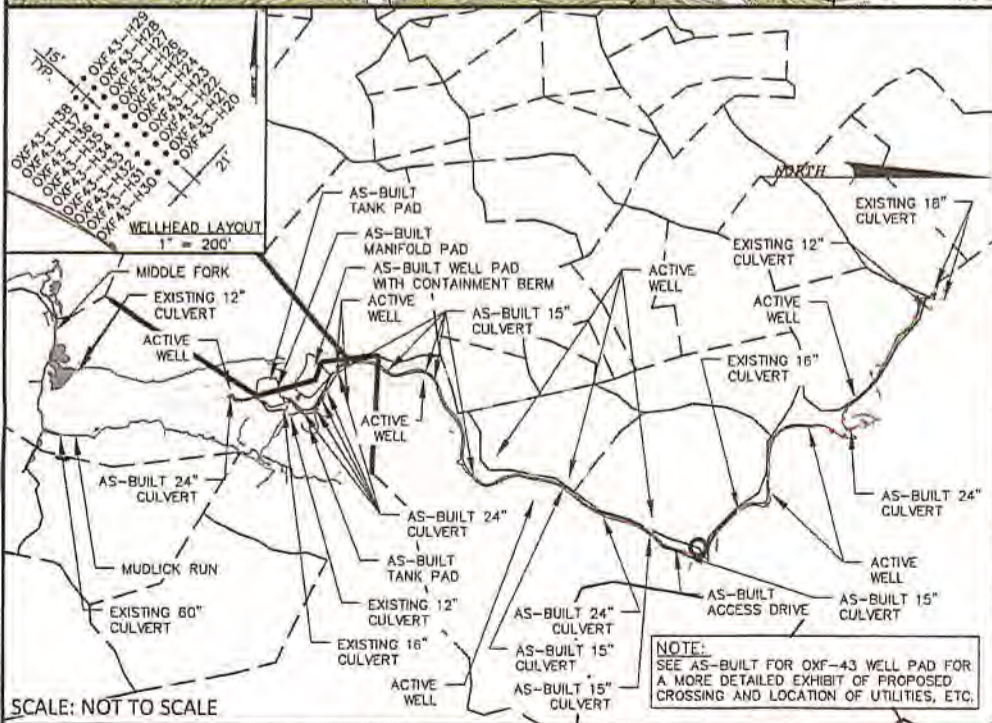 15'
TYP.
OXF43-H29
OXF43-H28
OXF43-H27
OXF43-H26
OXF43-H25
OXF43-H24
OXF43-H23
OXF43-H21
OXF43-H20
OXF43-H38
OXF43-H37
OXF43-H36
OXF43-H35
OXF43-H34
OXF43-H33
OXF43-H32
OXF43-H31
OXF43-H30
21'
WELLHEAD LAYOUT
1" = 200'
NORTH
AS-BUILT
TANK PAD
AS-BUILT
MANIFOLD PAD
AS-BUILT WELL PAD
WITH CONTAINMENT BERM
MIDDLE FORK
EXISTING 12"
CULVERT
ACTIVE
WELL
ACTIVE
WELL
AS-BUILT 15"
CULVERT
ACTIVE
WELL
EXISTING 12"
CULVERT
EXISTING 18"
CULVERT
ACTIVE
WELL
EXISTING 16"
CULVERT
ACTIVE
WELL
AS-BUILT 24"
CULVERT
AS-BUILT 24"
CULVERT
AS-BUILT
TANK PAD
MUDLICK RUN
EXISTING 60"
CULVERT
EXISTING 12"
CULVERT
EXISTING 16"
CULVERT
ACTIVE
WELL
AS-BUILT 24"
CULVERT
AS-BUILT 15"
CULVERT
AS-BUILT 15"
CULVERT
AS-BUILT
ACCESS DRIVE
AS-BUILT 15"
CULVERT
ACTIVE
WELL
AS-BUILT 24"
CULVERT
NOTE:
SEE AS-BUILT FOR OXF-43 WELL PAD FOR
A MORE DETAILED EXHIBIT OF PROPOSED
CROSSING AND LOCATION OF UTILITIES, ETC.
SCALE: NOT TO SCALE